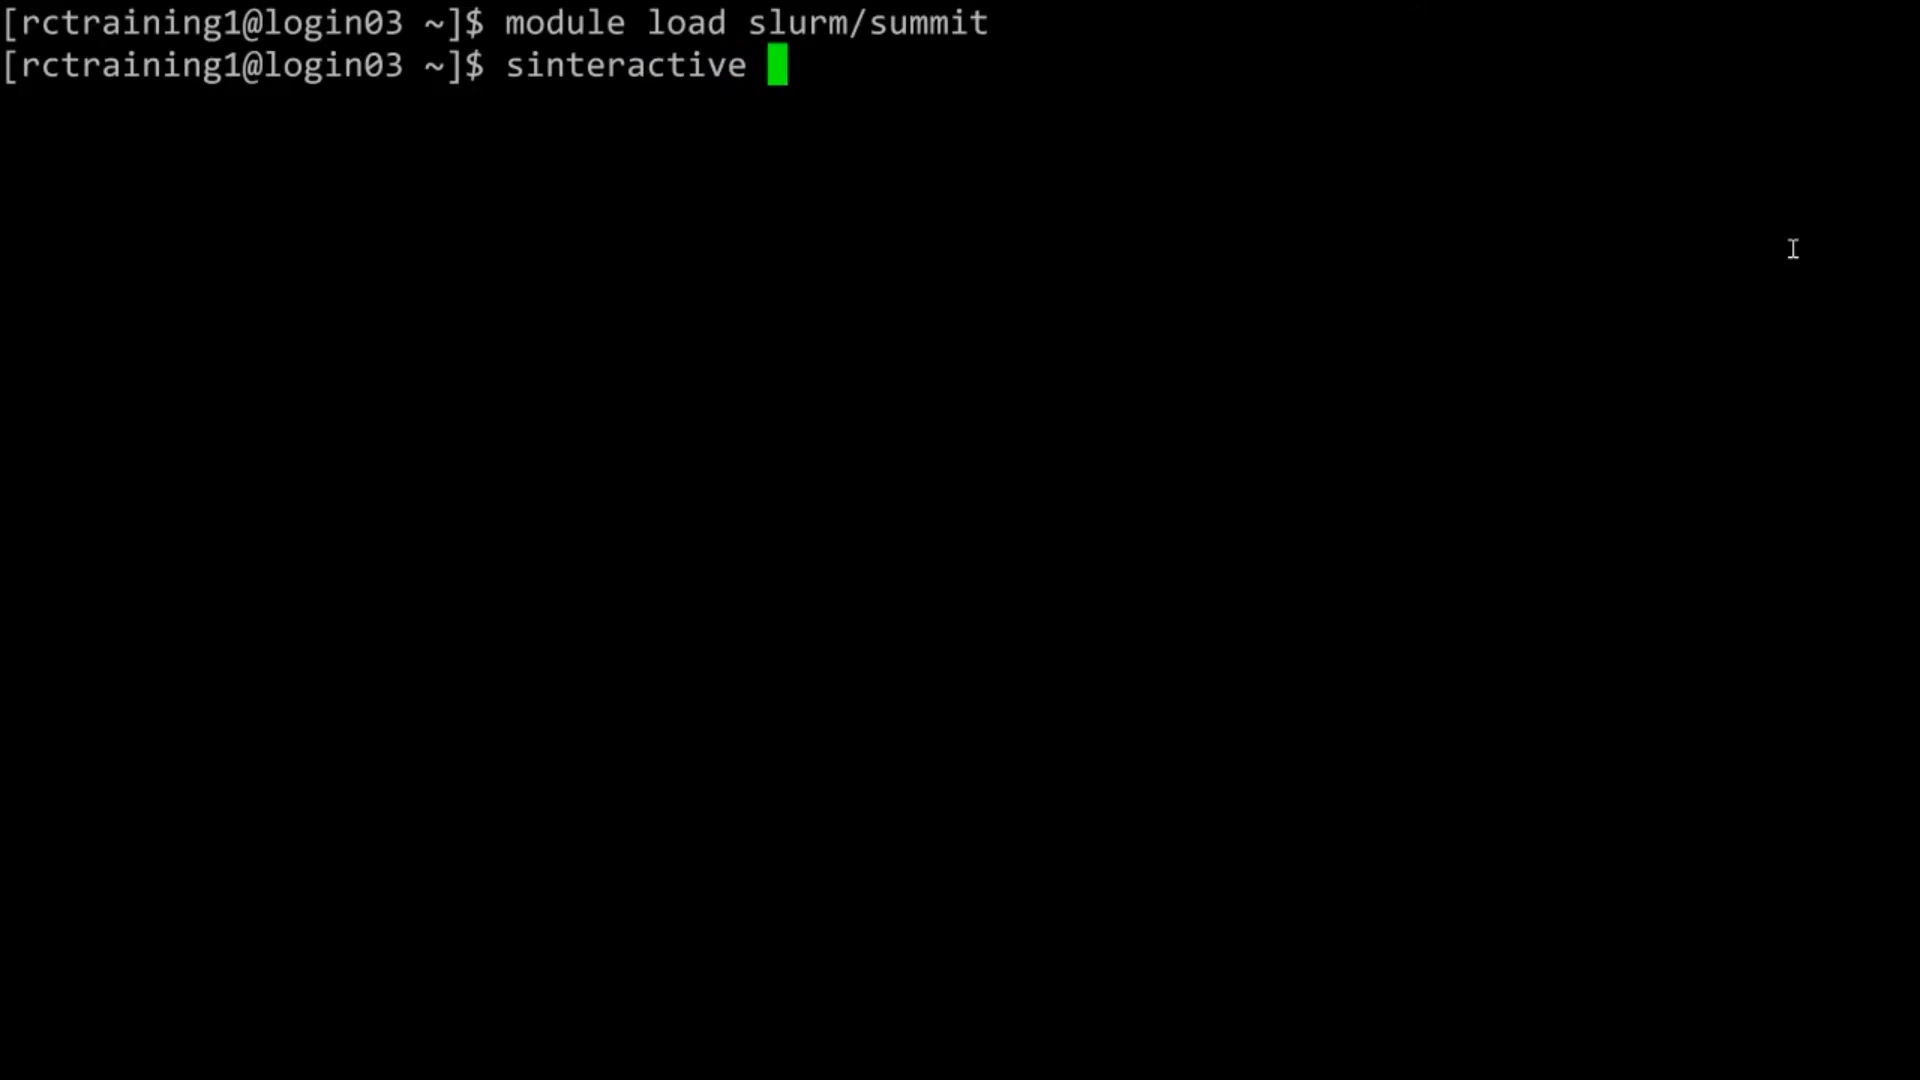 [rctraining1@login03 ~]$ module load slurm/summit
[rctraining1@login03 ~]$ sinteractive